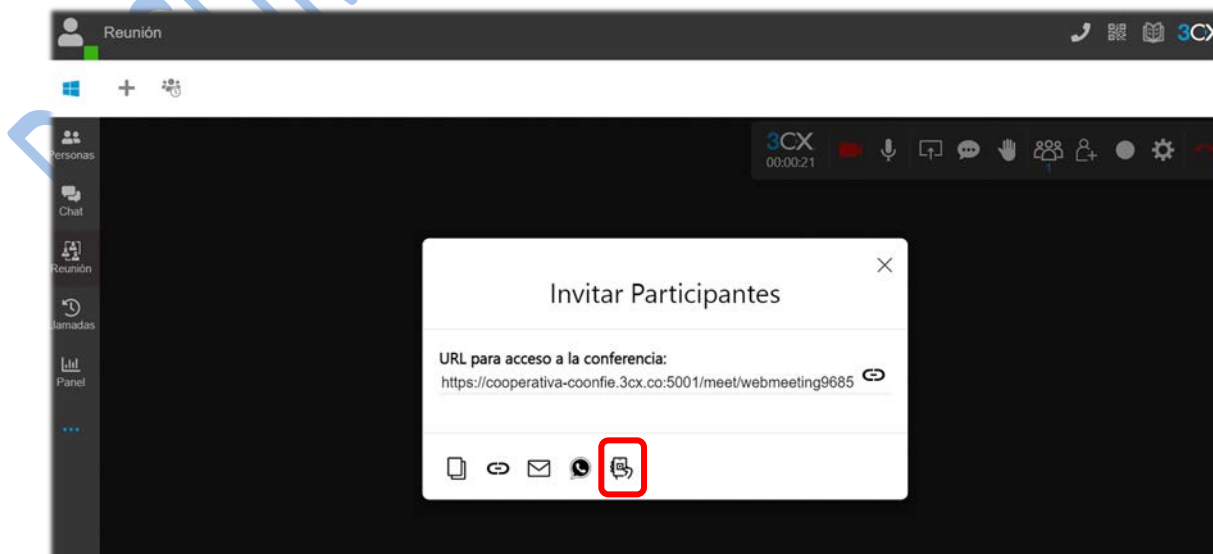 Reunión
3CX
Personas
Chat
Reunión
Panel
3CX
00:00:21
1
Invitar Participantes
URL para acceso a la conferencia:
https://cooperativa-coonfie.3cx.co:5001/meet/webmeeting9685